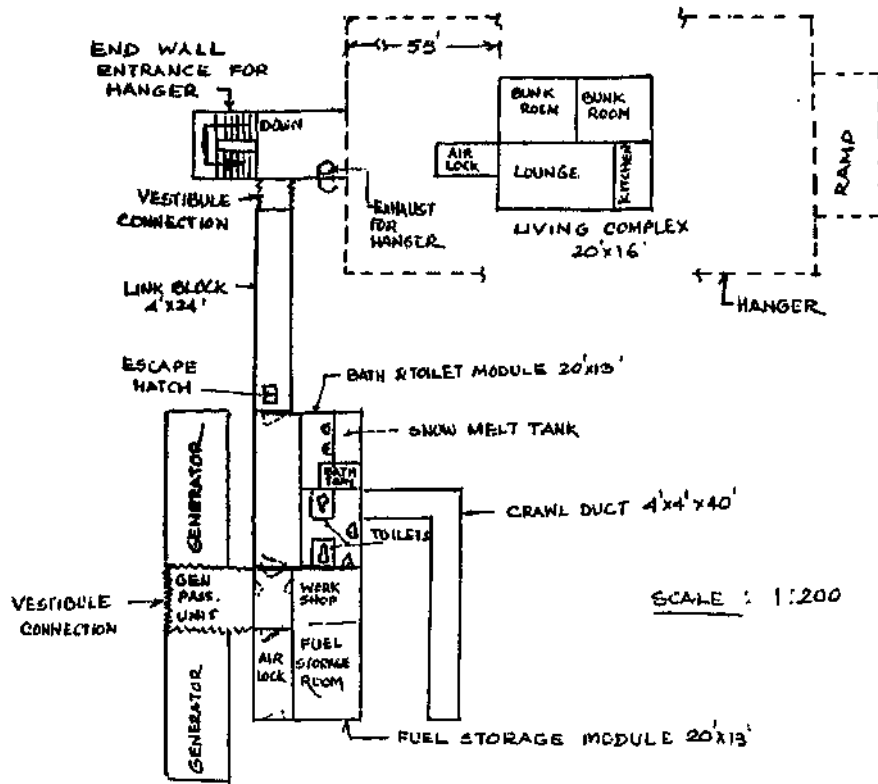 END WALL
ENTRANCE FOR
HANGER
55'
DOWN
BUNK
ROOM
BUNK
ROOM
AIR
LOCK
LOUNGE
KITCHEN
RAMP
VESTIBULE
CONNECTION
EXHAUST
FOR
HANGER
LIVING COMPLEX
20'X16'
HANGER
LINK BLOCK
4'X24'
ESCAPE
HATCH
BATH & TOILET MODULE 20'X13'
SNOW MELT TANK
GENERATOR
BATH
CRAWL DUCT 4'X4'X40'
TOILETS
GEN
PASS.
UNIT
WORK
SHOP
VESTIBULE
CONNECTION
SCALE : 1:200
GENERATOR
AIR
LOCK
FUEL
STORAGE
ROOM
FUEL STORAGE MODULE 20'X13'